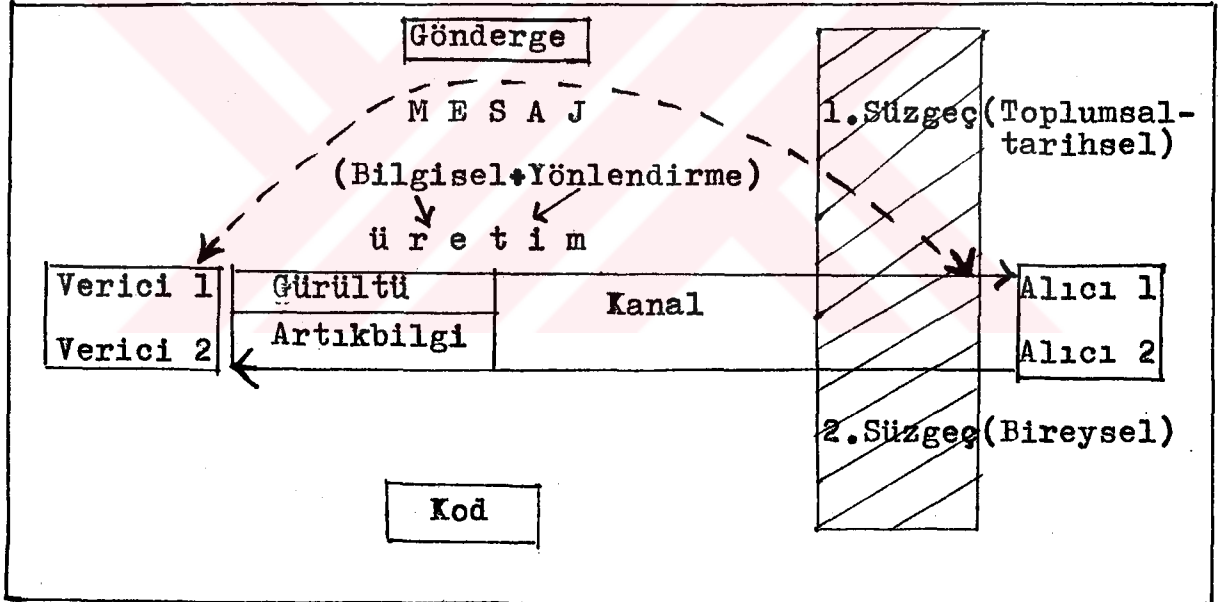 Gönderge
M E S A J
1.Süzgeç(Toplumsal-
tarihsel)
(Bilgisel+Yönlendirme)
ü r e t i m
Verici 1
Gürültü
Kanal
Alıcı 1
Verici 2
Artıkbilgi
Alıcı 2
2.Süzgeç(Bireysel)
Kod